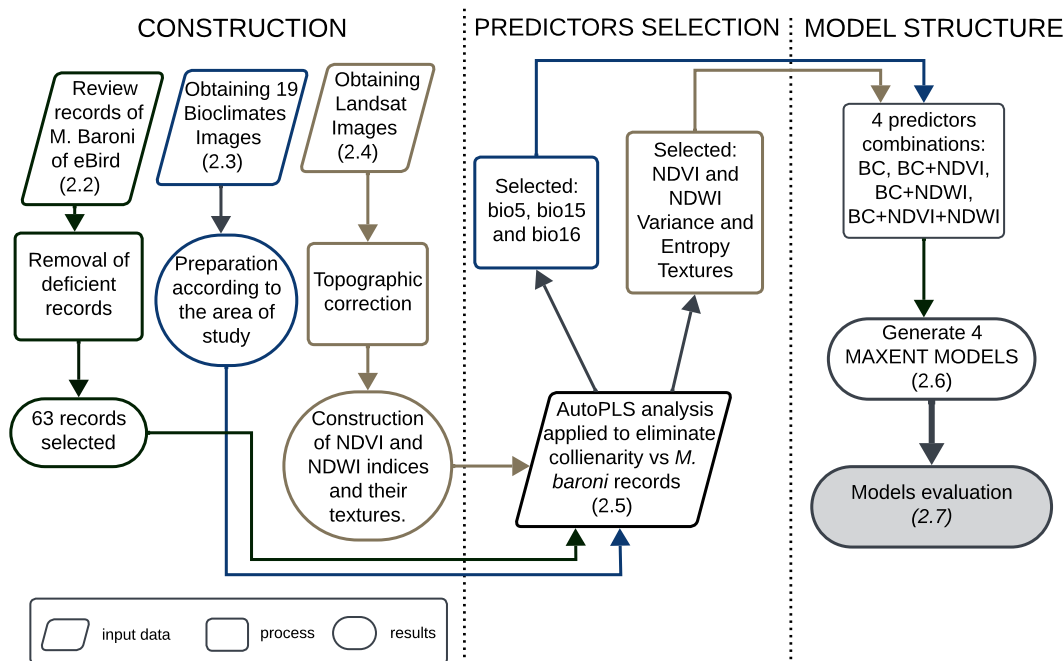 CONSTRUCTION
PREDICTORS SELECTION
MODEL STRUCTURE
Review
records of
M. Baroni
of eBird
(2.2)
Obtaining 19
Bioclimates
Images
(2.3)
Obtaining
Landsat
Images
(2.4)
Removal of
deficient
records
Preparation
according to
the area of
study
Topographic
correction
63 records
selected
Construction
of NDVI and
NDWI indices
and their
textures.
Selected:
bio5, bio15
and bio16
Selected:
NDVI and
NDWI
Variance and
Entropy
Textures
AutoPLS analysis
applied to eliminate
collienarity vs M.
baroni records
(2.5)
4 predictors
combinations:
BC, BC+NDVI,
BC+NDWI,
BC+NDVI+NDWI
Generate 4
MAXENT MODELS
(2.6)
Models evaluation
(2.7)
input data
process
results